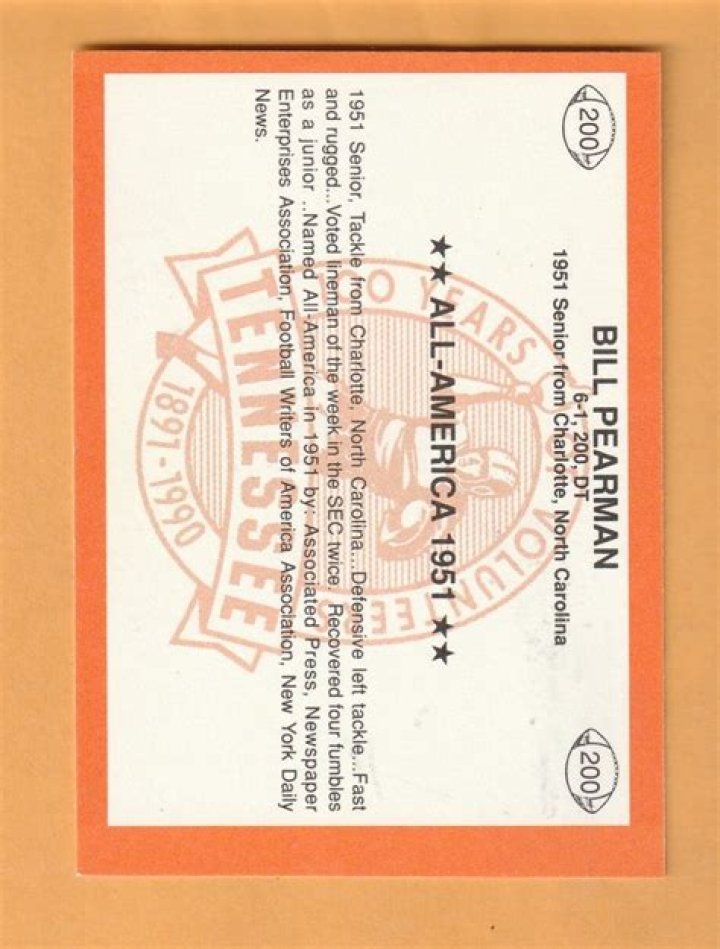 200
200
BILL PEARMAN
6-1, 200, DT
1951 Senior from Charlotte, North Carolina
★★ ALL-AMERICA 1951 ★★
1951 Senior, Tackle from Charlotte, North Carolina...Defensive left tackle...Fast
and rugged...Voted lineman of the week in the SEC twice. Recovered four fumbles
as a junior ..Named All-America in 1951 by: Associated Press, Newspaper
Enterprises Association, Football Writers of America Association, New York Daily
News.
100 YEARS
VOLUNTEERS
TENNESSEE
1891-1990